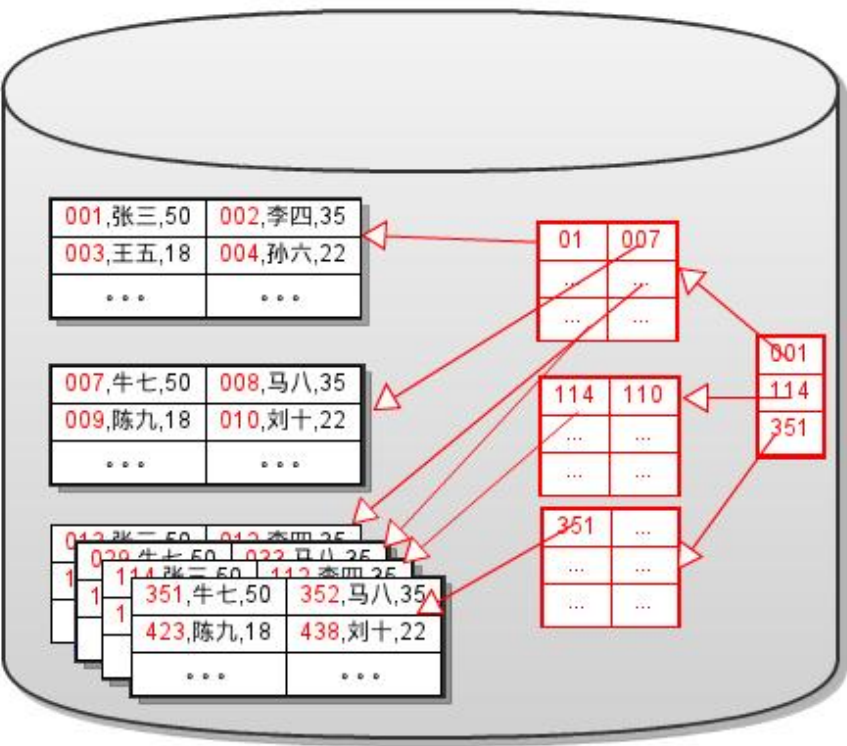 001,张三,50 002,李四,35
003,王五,18 004,孙六,22
。。。 。。。
007,牛七,50 008,马八,35
009,陈九,18 010,刘十,22
。。。 。。。
351,牛七,50 352,马八,35
423,陈九,18 438,刘十,22
。。。 。。。
01 007
... ...
... ...
114 110
... ...
... ...
351 ...
... ...
... ...
001
114
351